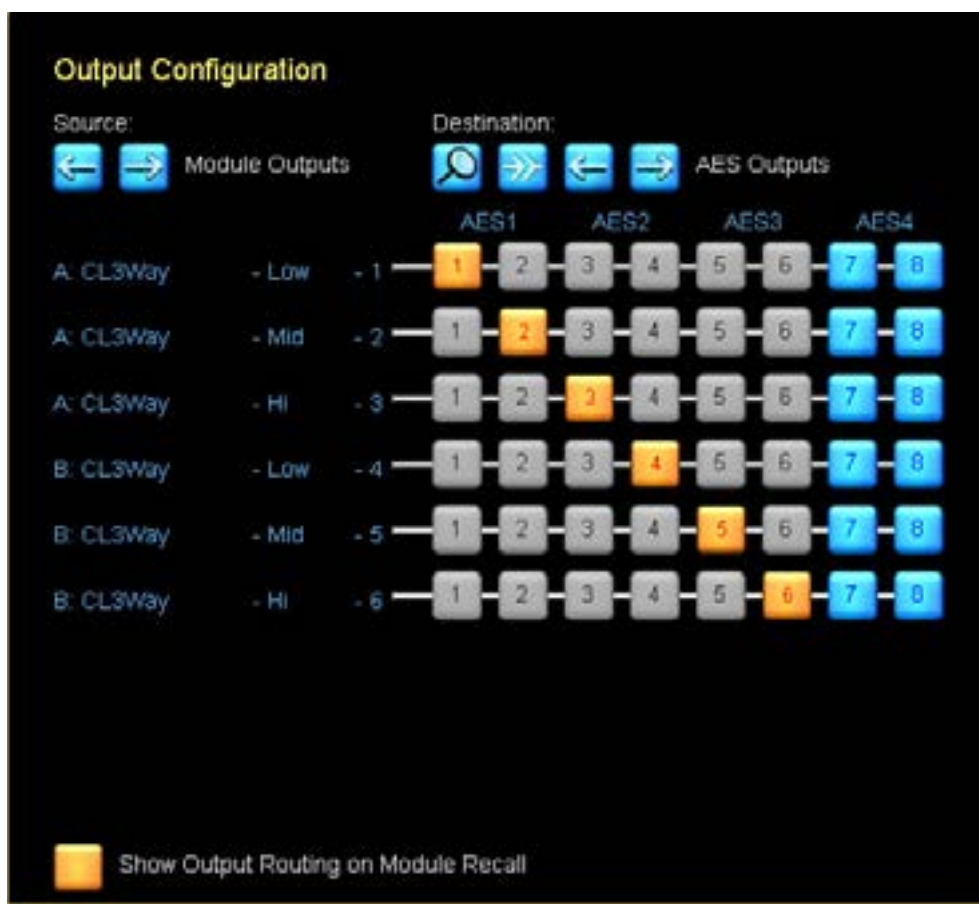 Output Configuration
Source: Destination:
Module Outputs AES Outputs
AES1 AES2 AES3 AES4
A: CL3Way - Low - 1 1 2 3 4 5 6 7 8
A: CL3Way - Mid - 2 1 2 3 4 5 6 7 8
A: CL3Way - Hi - 3 1 2 3 4 5 6 7 8
B: CL3Way - Low - 4 1 2 3 4 5 6 7 8
B: CL3Way - Mid - 5 1 2 3 4 5 6 7 8
B: CL3Way - Hi - 6 1 2 3 4 5 6 7 8
Show Output Routing on Module Recall